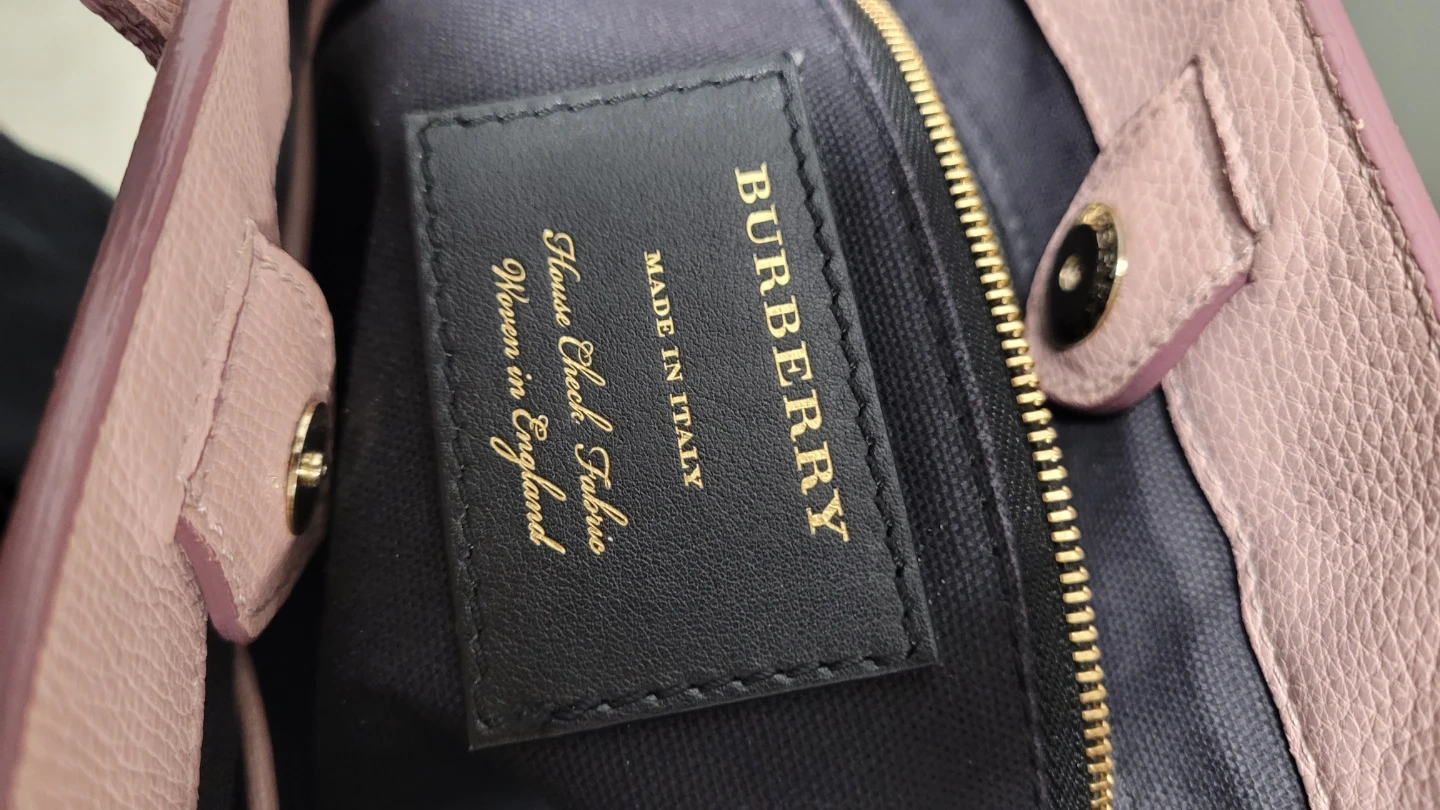 BURBERRY
MADE IN ITALY
House Check Fabric
Woven in England